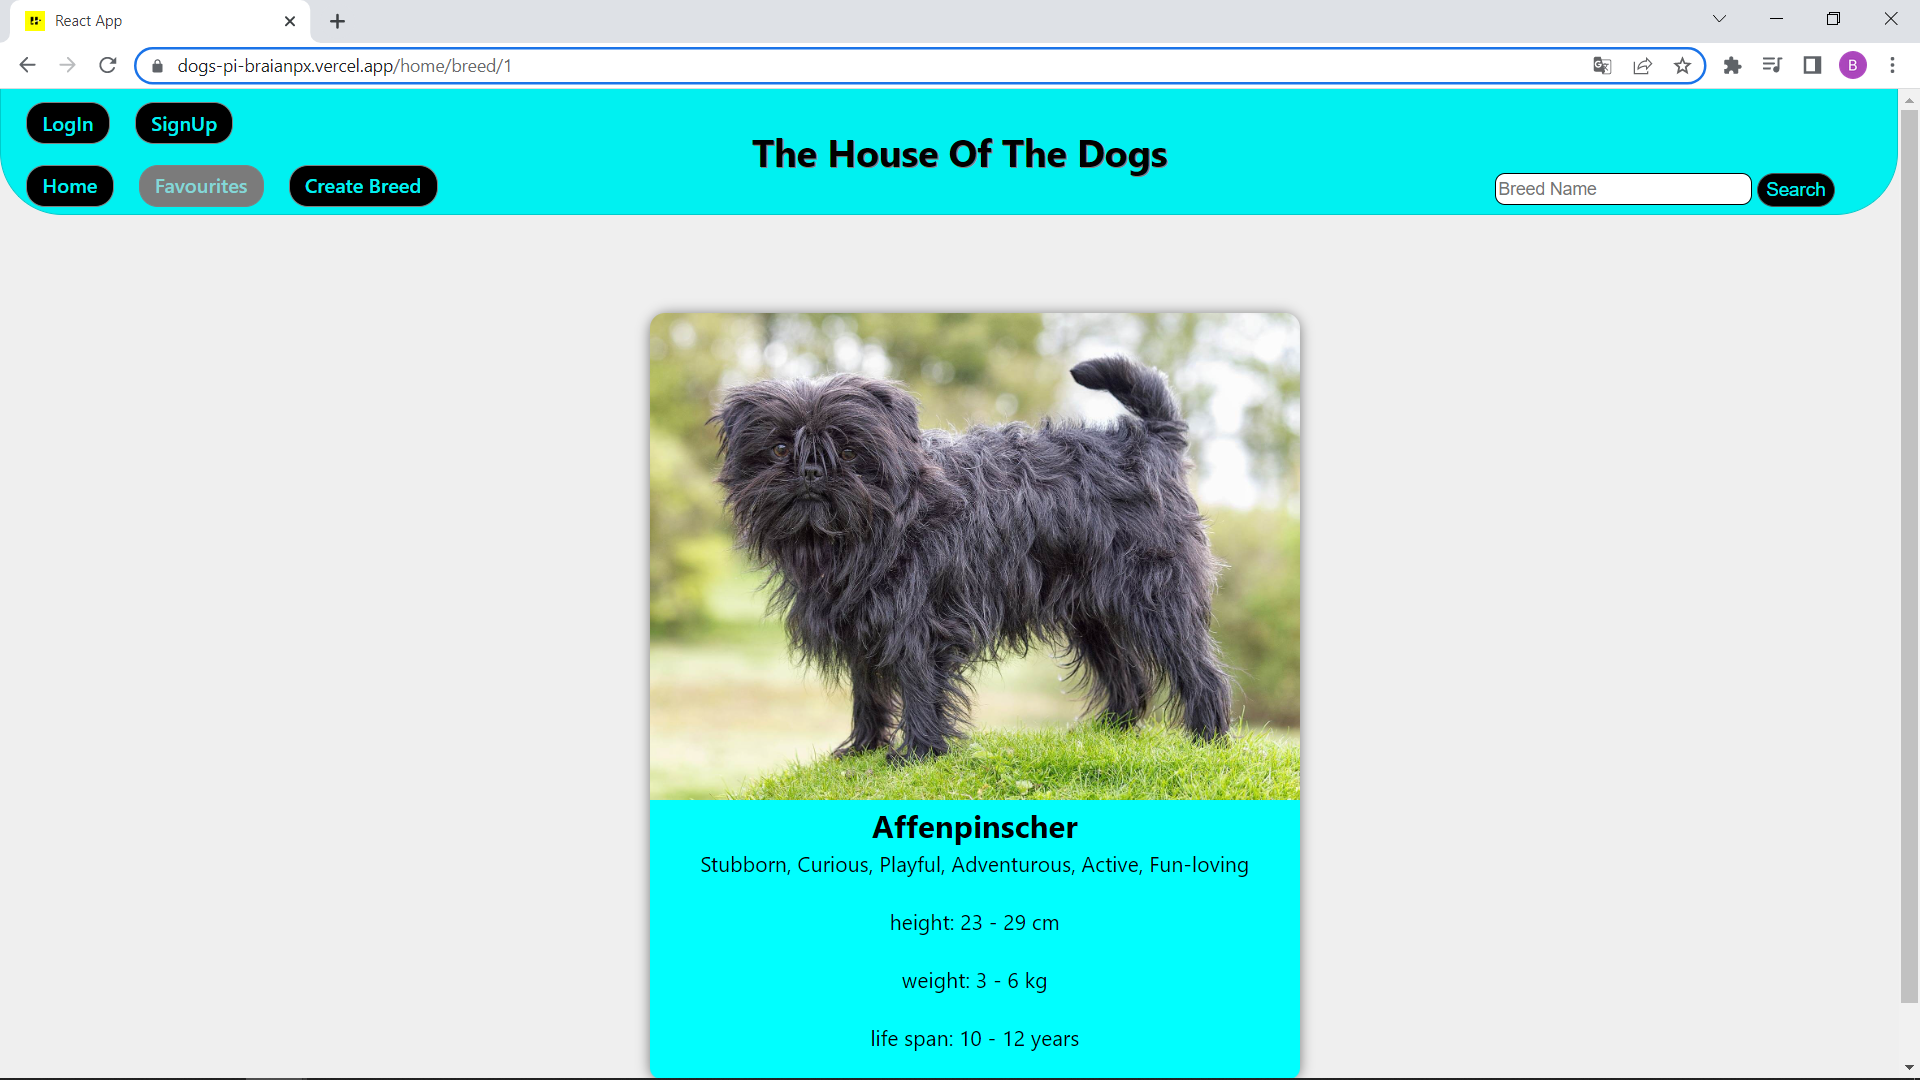 React App
dogs-pi-braianpx.vercel.app/home/breed/1
B
LogIn SignUp
The House Of The Dogs
Home Favourites Create Breed
Breed Name Search
Affenpinscher
Stubborn, Curious, Playful, Adventurous, Active, Fun-loving
height: 23 - 29 cm
weight: 3 - 6 kg
life span: 10 - 12 years